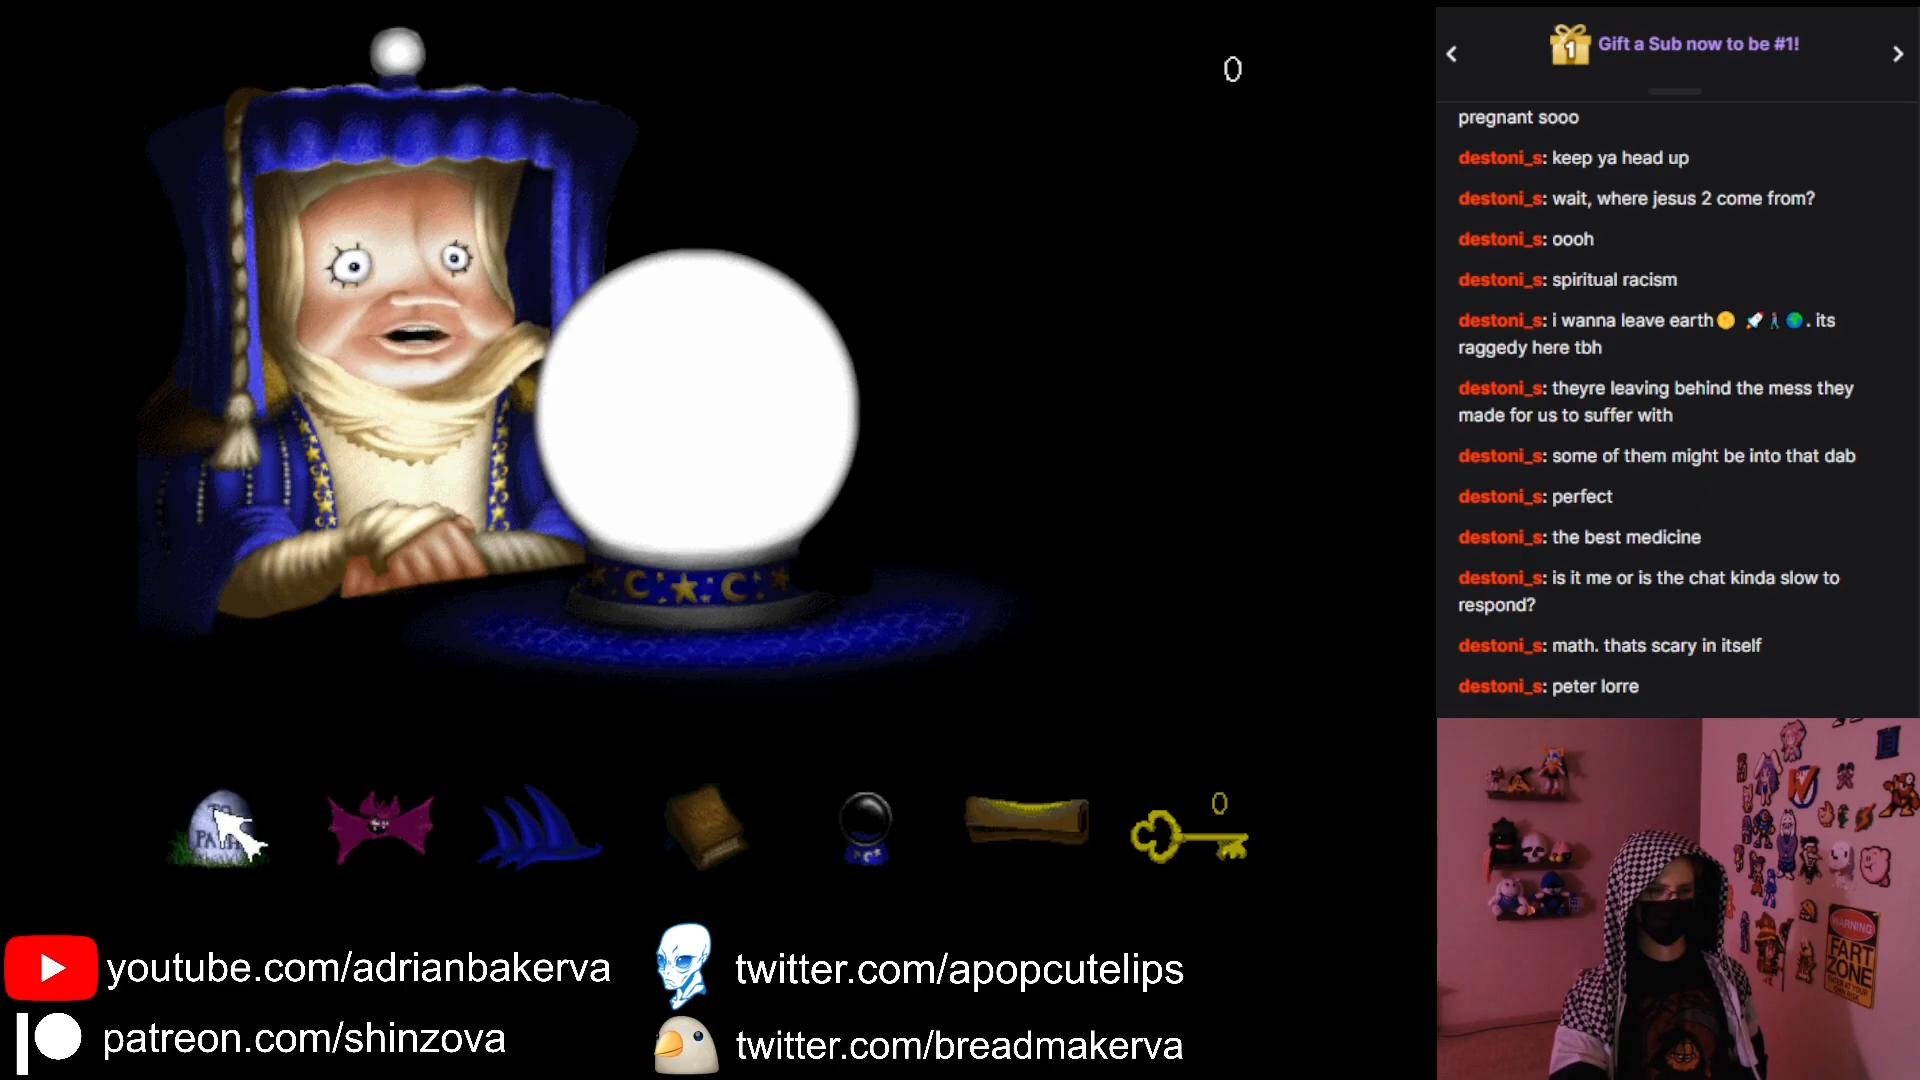 0
Gift a Sub now to be #1!
1
pregnant sooo
destoni_s: keep ya head up
destoni_s: wait, where jesus 2 come from?
destoni_s: oooh
destoni_s: spiritual racism
destoni_s: i wanna leave earth🌕 🚀🚶🌍. its
raggedy here tbh
destoni_s: theyre leaving behind the mess they
made for us to suffer with
destoni_s: some of them might be into that dab
destoni_s: perfect
destoni_s: the best medicine
destoni_s: is it me or is the chat kinda slow to
respond?
destoni_s: math. thats scary in itself
destoni_s: peter lorre
TO
0
youtube.com/adrianbakerva
twitter.com/apopcutelips
patreon.com/shinzova
twitter.com/breadmakerva
WARNING
FART
ZONE